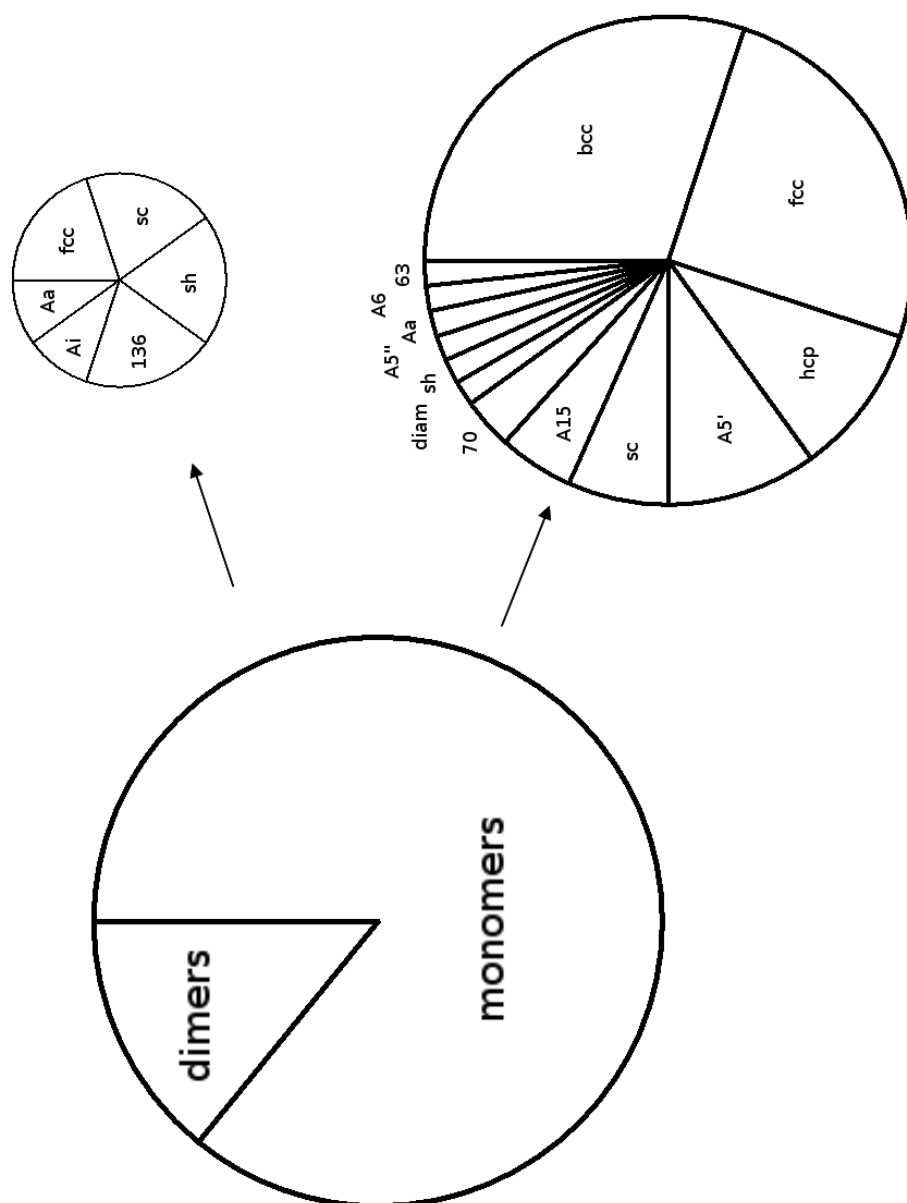 dimers
monomers
Aa
fcc
sc
sh
136
Ai
bcc
fcc
hcp
A5'
sc
A15
70
diam
sh
A5"
Aa
A6
63